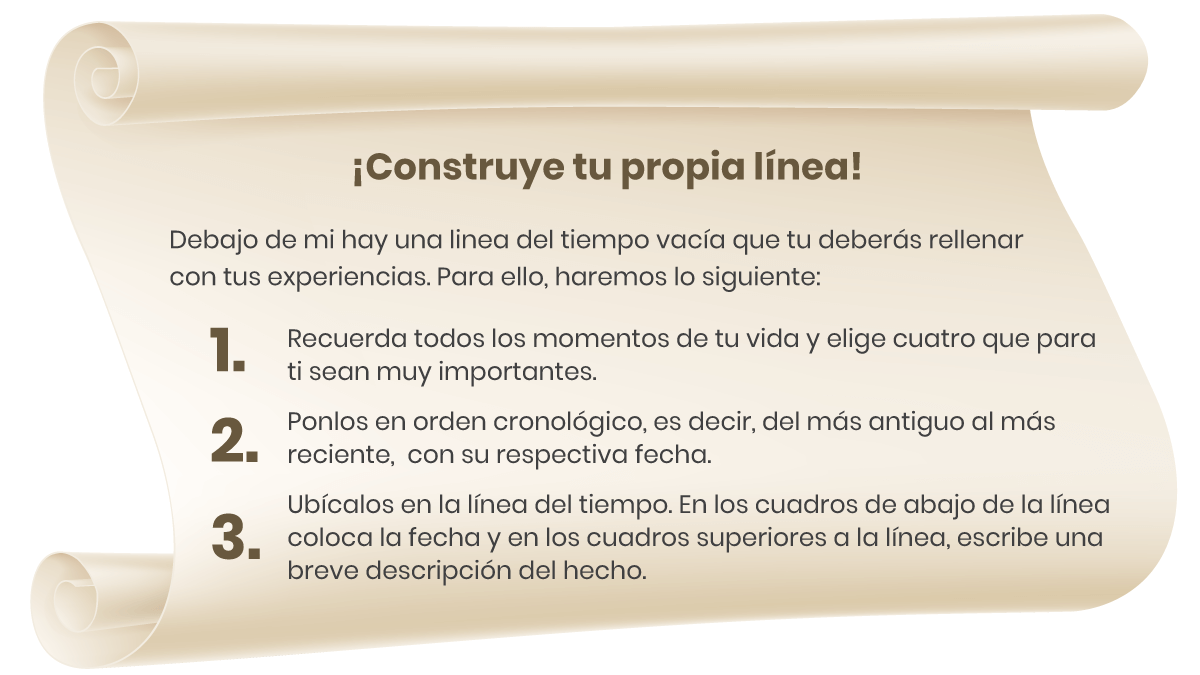 ¡Construye tu propia línea!
Debajo de mi hay una linea del tiempo vacía que tu deberás rellenar
con tus experiencias. Para ello, haremos lo siguiente:
1. Recuerda todos los momentos de tu vida y elige cuatro que para
ti sean muy importantes.
2. Ponlos en orden cronológico, es decir, del más antiguo al más
reciente,  con su respectiva fecha.
3. Ubícalos en la línea del tiempo. En los cuadros de abajo de la línea
coloca la fecha y en los cuadros superiores a la línea, escribe una
breve descripción del hecho.